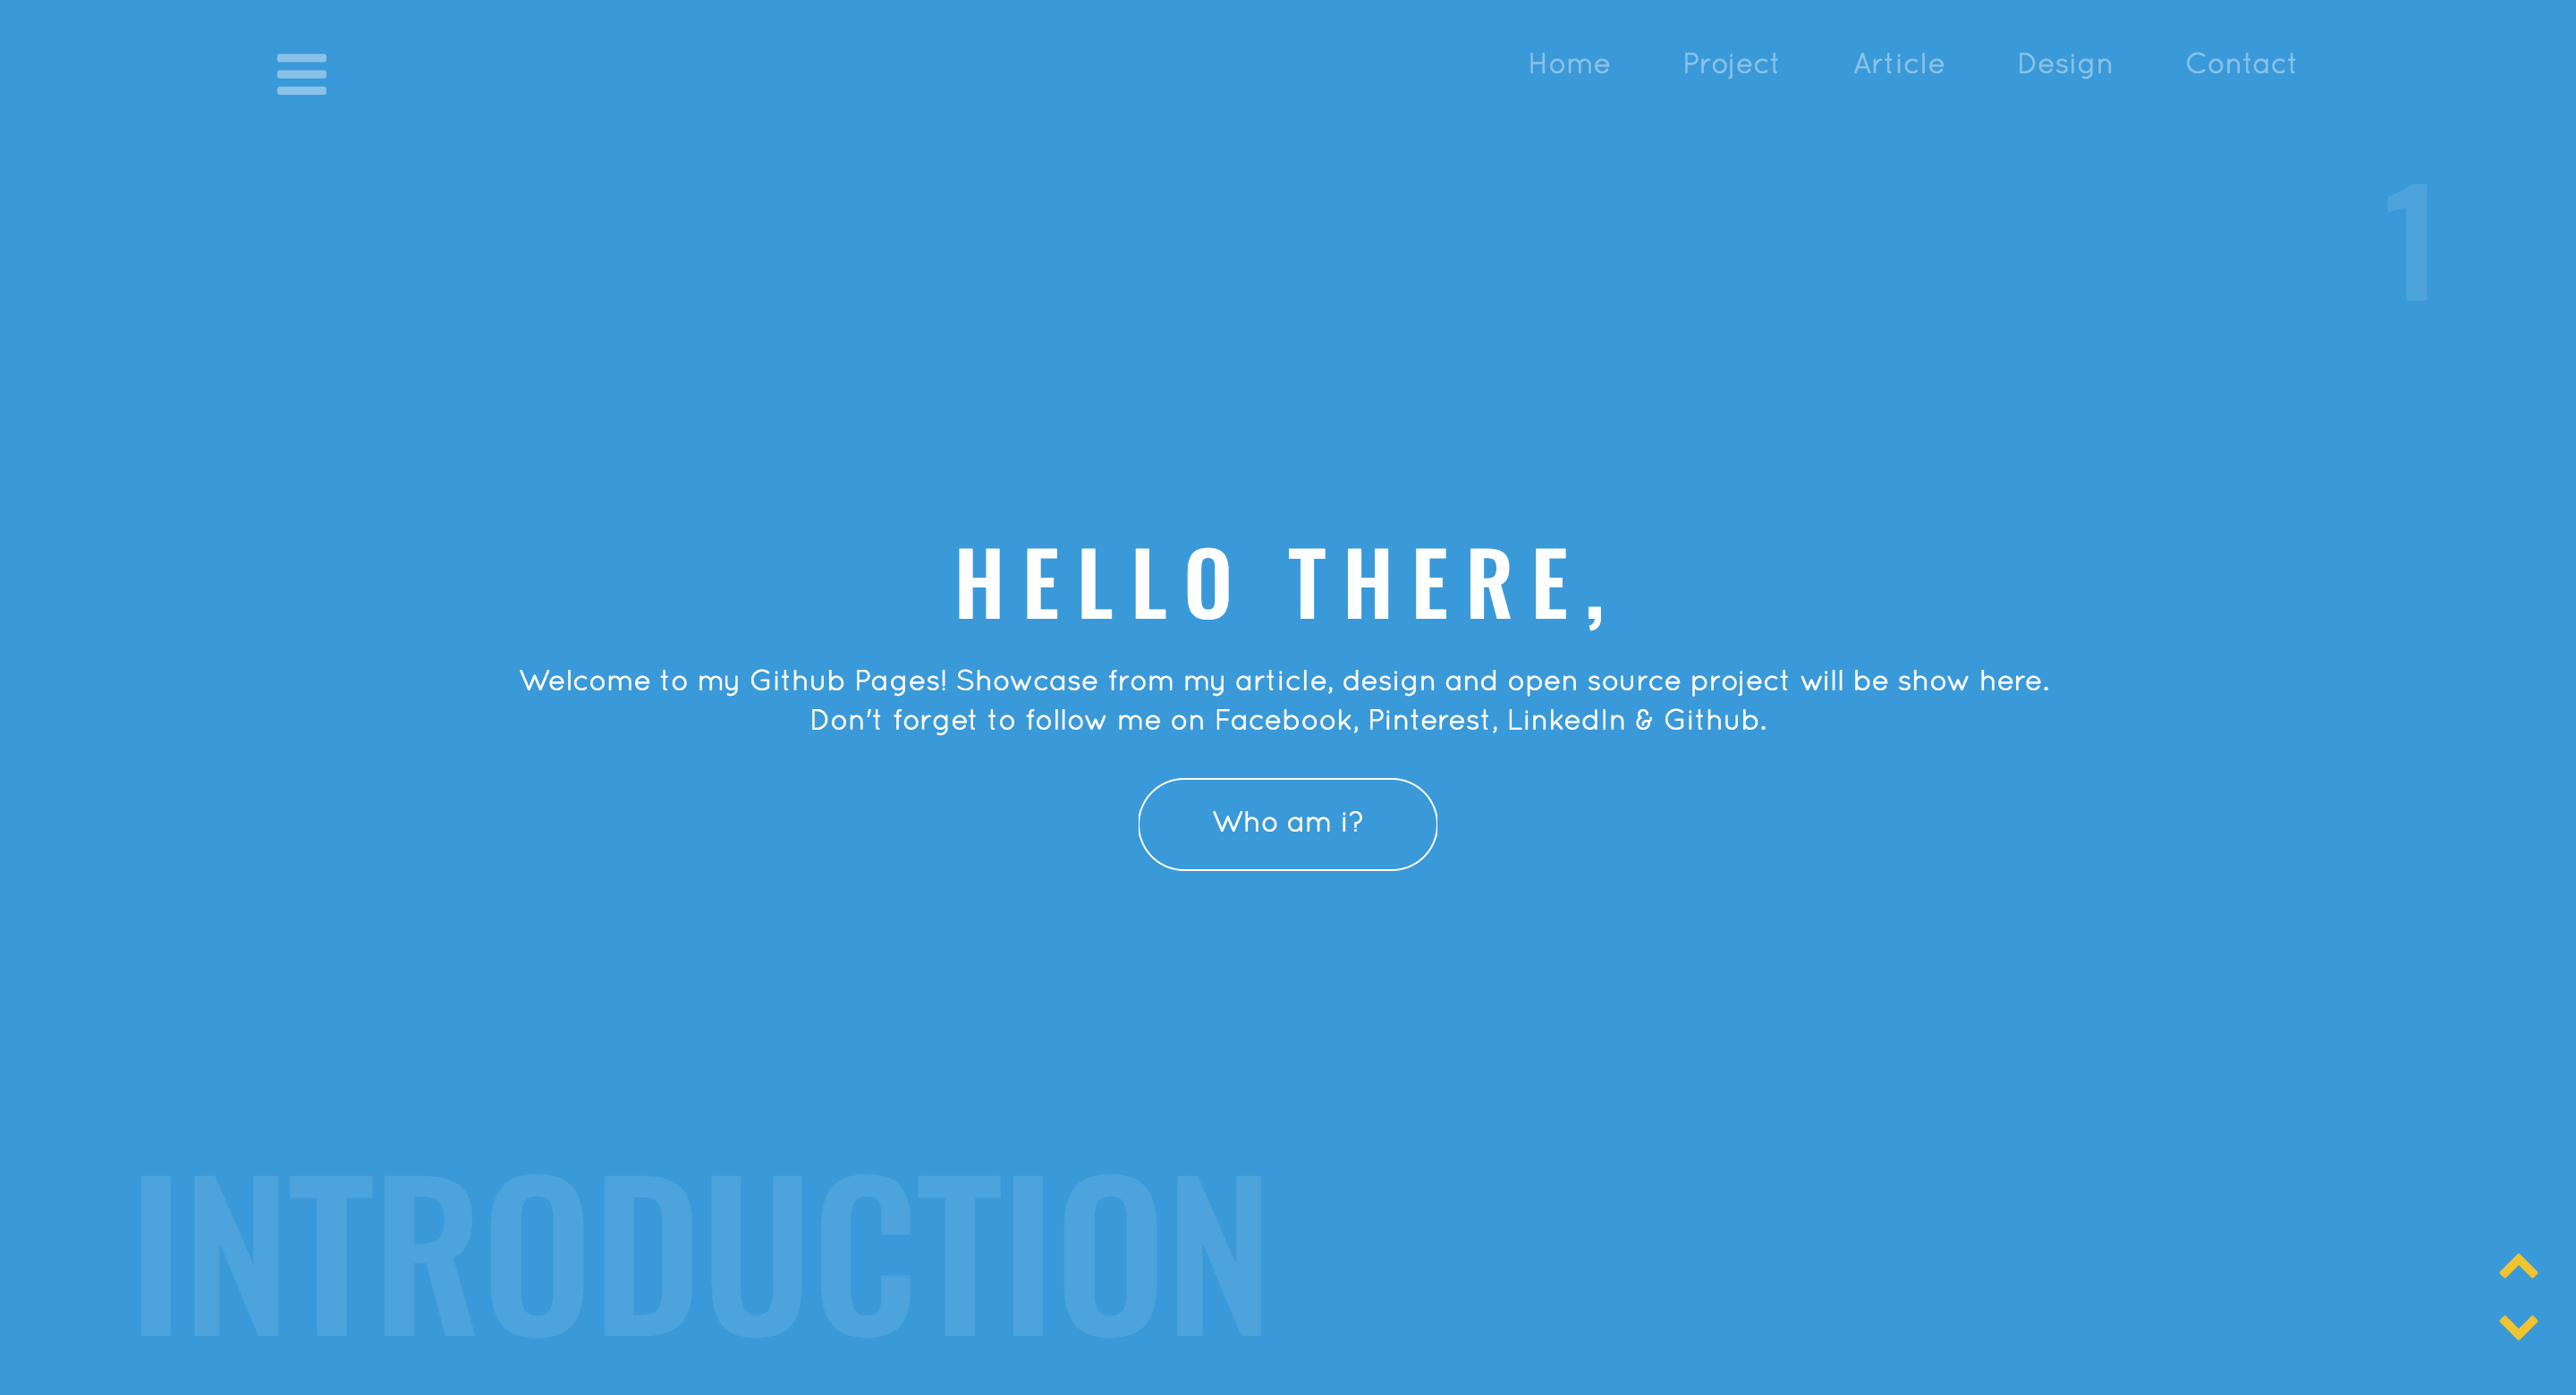 Home Project Article Design Contact
1
HELLO THERE,
Welcome to my Github Pages! Showcase from my article, design and open source project will be show here.
Don't forget to follow me on Facebook, Pinterest, LinkedIn & Github.
Who am i?
INTRODUCTION